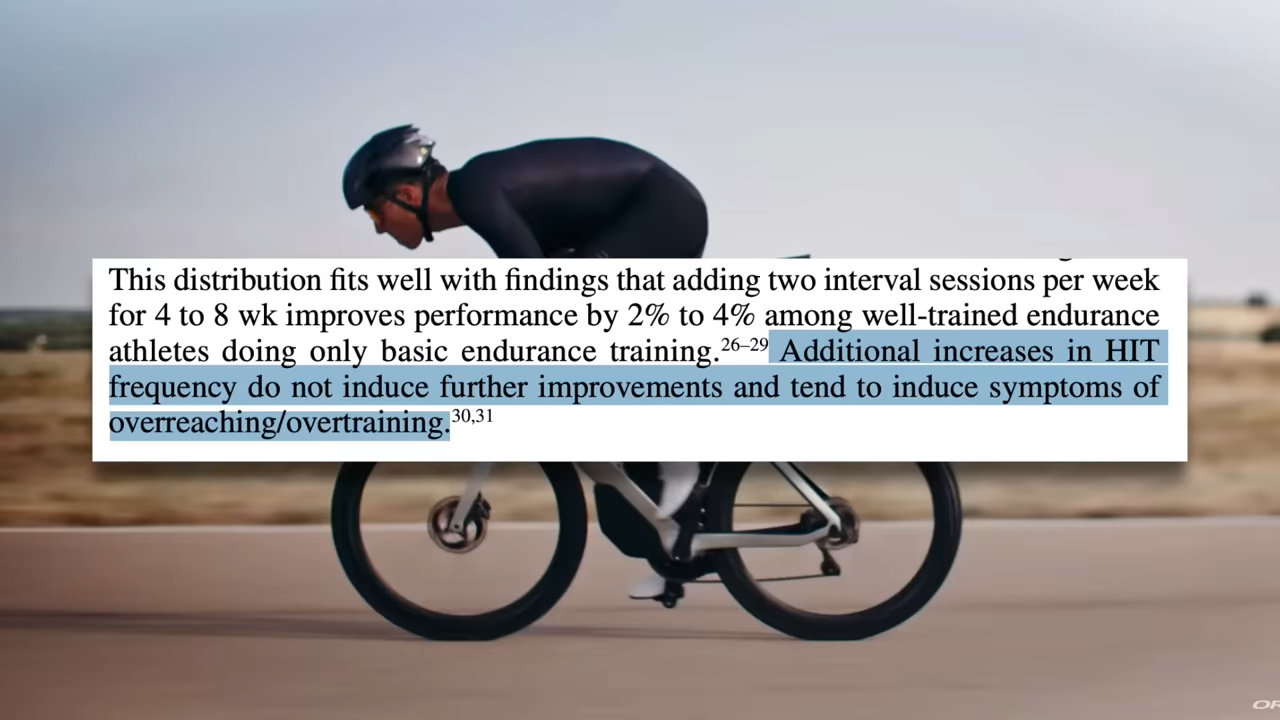 This distribution fits well with findings that adding two interval sessions per week
for 4 to 8 wk improves performance by 2% to 4% among well-trained endurance
athletes doing only basic endurance training.26–29 Additional increases in HIT
frequency do not induce further improvements and tend to induce symptoms of
overreaching/overtraining.30,31